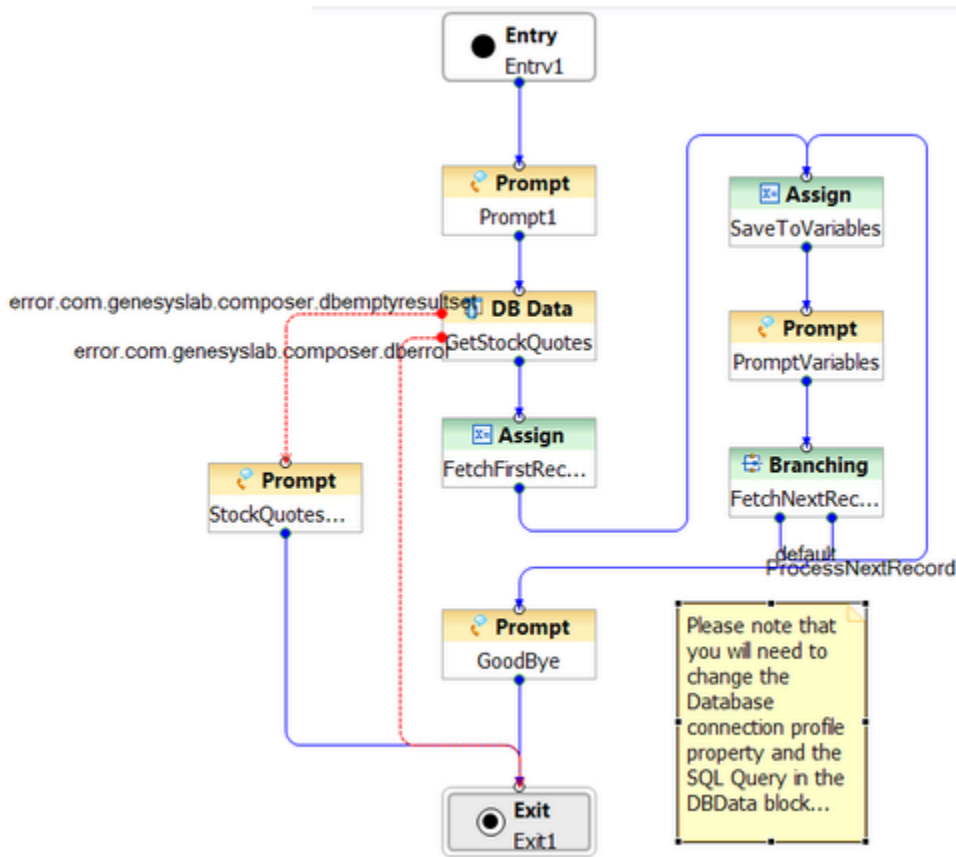 Entry
Entry1
Prompt
Prompt1
error.com.genesyslab.composer.dbemptyresultset
DB Data
error.com.genesyslab.composer.dberror
GetStockQuotes
Assign
FetchFirstRec...
Prompt
StockQuotes...
Assign
SaveToVariables
Prompt
PromptVariables
Branching
FetchNextRec...
default
ProcessNextRecord
Prompt
GoodBye
Please note that
you will need to
change the
Database
connection profile
property and the
SQL Query in the
DBData block...
Exit
Exit1